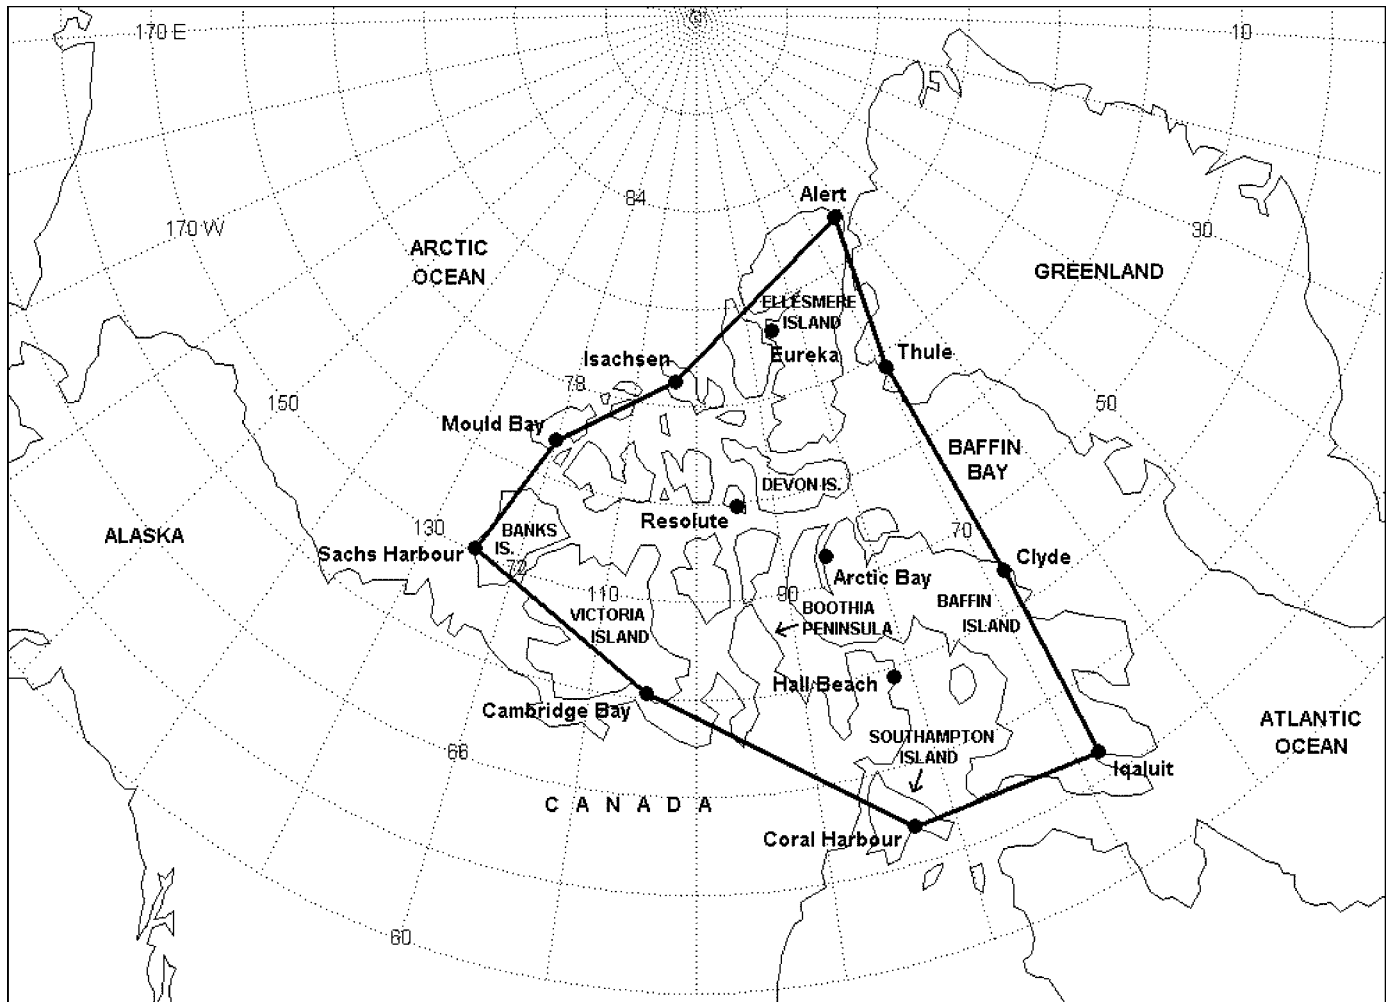 170 E
10
84
Alert
170 W
30
ARCTIC
OCEAN
GREENLAND
ELLESMERE
ISLAND
Eureka
Thule
Isachsen
78
150
50
Mould Bay
BAFFIN
BAY
DEVON IS.
Resolute
130
BANKS
IS.
70
ALASKA
Sachs Harbour
72
Clyde
Arctic Bay
110
90
BOOTHIA
PENINSULA
BAFFIN
ISLAND
VICTORIA
ISLAND
Hall Beach
Cambridge Bay
ATLANTIC
OCEAN
SOUTHAMPTON
ISLAND
66
Iqaluit
C A N A D A
Coral Harbour
60